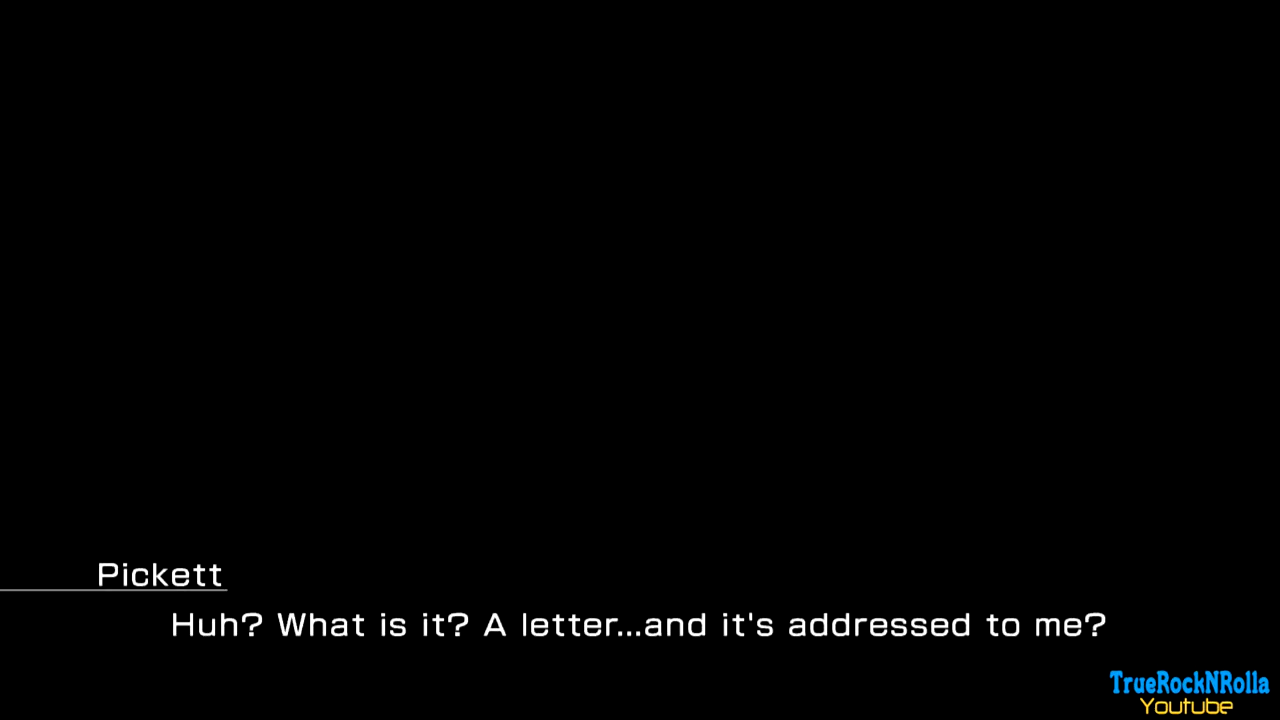 Pickett
Huh? What is it? A letter...and it's addressed to me?
TrueRockNRolla
Youtube